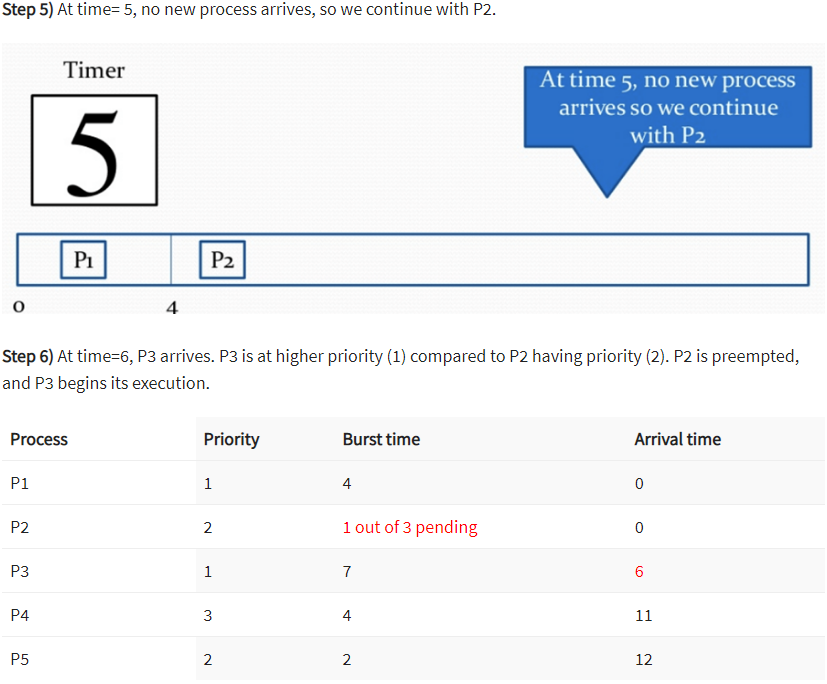 Step 5) At time= 5, no new process arrives, so we continue with P2.
Timer
5
At time 5, no new process
arrives so we continue
with P2
P1
P2
0
4
Step 6) At time=6, P3 arrives. P3 is at higher priority (1) compared to P2 having priority (2). P2 is preempted,
and P3 begins its execution.
Process Priority Burst time Arrival time
P1 1 4 0
P2 2 1 out of 3 pending 0
P3 1 7 6
P4 3 4 11
P5 2 2 12